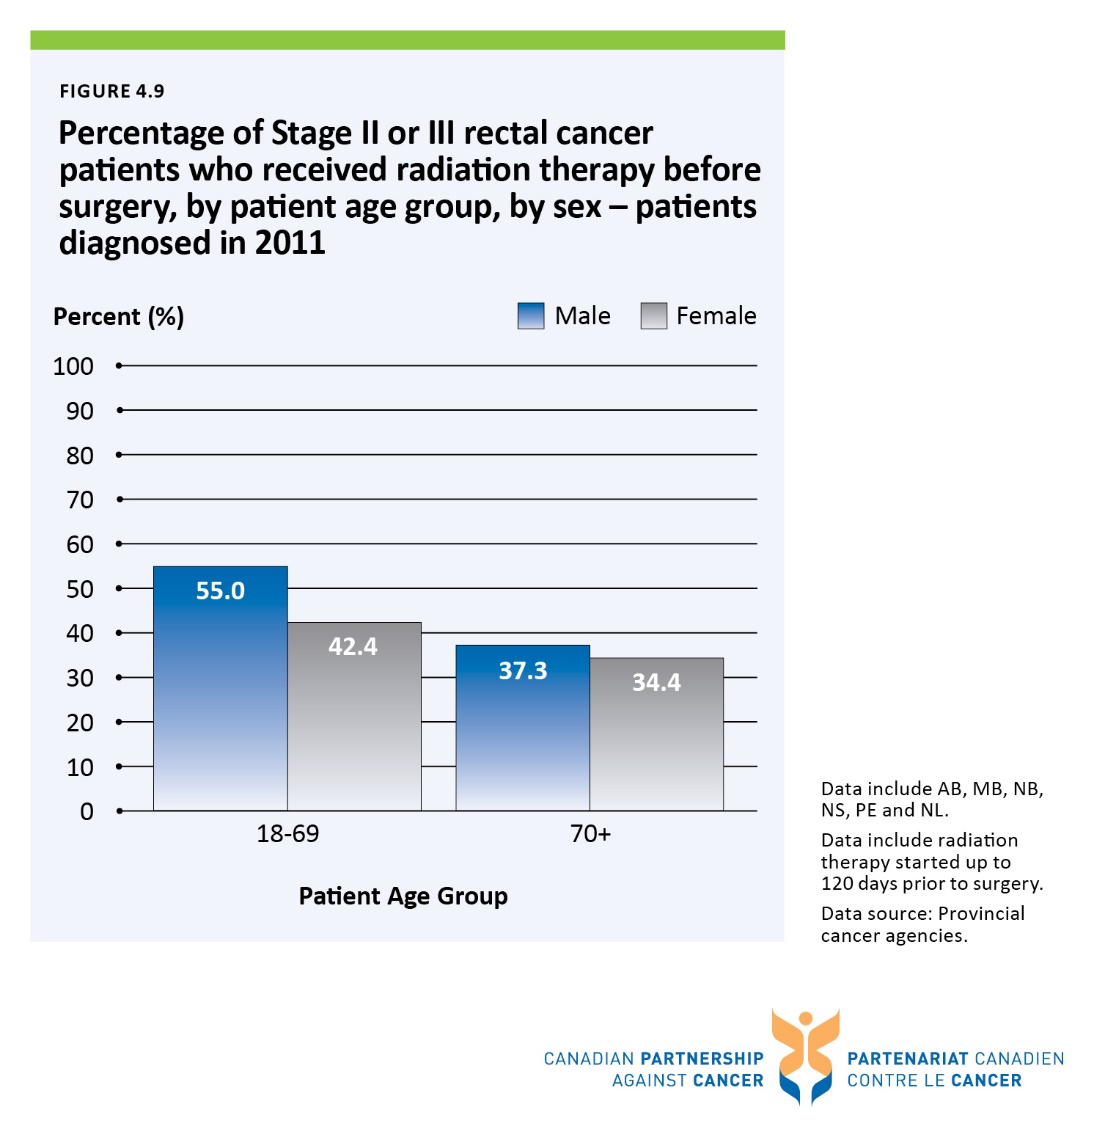 FIGURE 4.9
Percentage of Stage II or III rectal cancer
patients who received radiation therapy before
surgery, by patient age group, by sex – patients
diagnosed in 2011
Percent (%)
Male
Female
100
90
80
70
60
50
40
30
20
10
0
55.0
42.4
37.3
34.4
18-69
70+
Patient Age Group
Data include AB, MB, NB,
NS, PE and NL.
Data include radiation
therapy started up to
120 days prior to surgery.
Data source: Provincial
cancer agencies.
CANADIAN PARTNERSHIP
AGAINST CANCER
PARTENARIAT CANADIEN
CONTRE LE CANCER